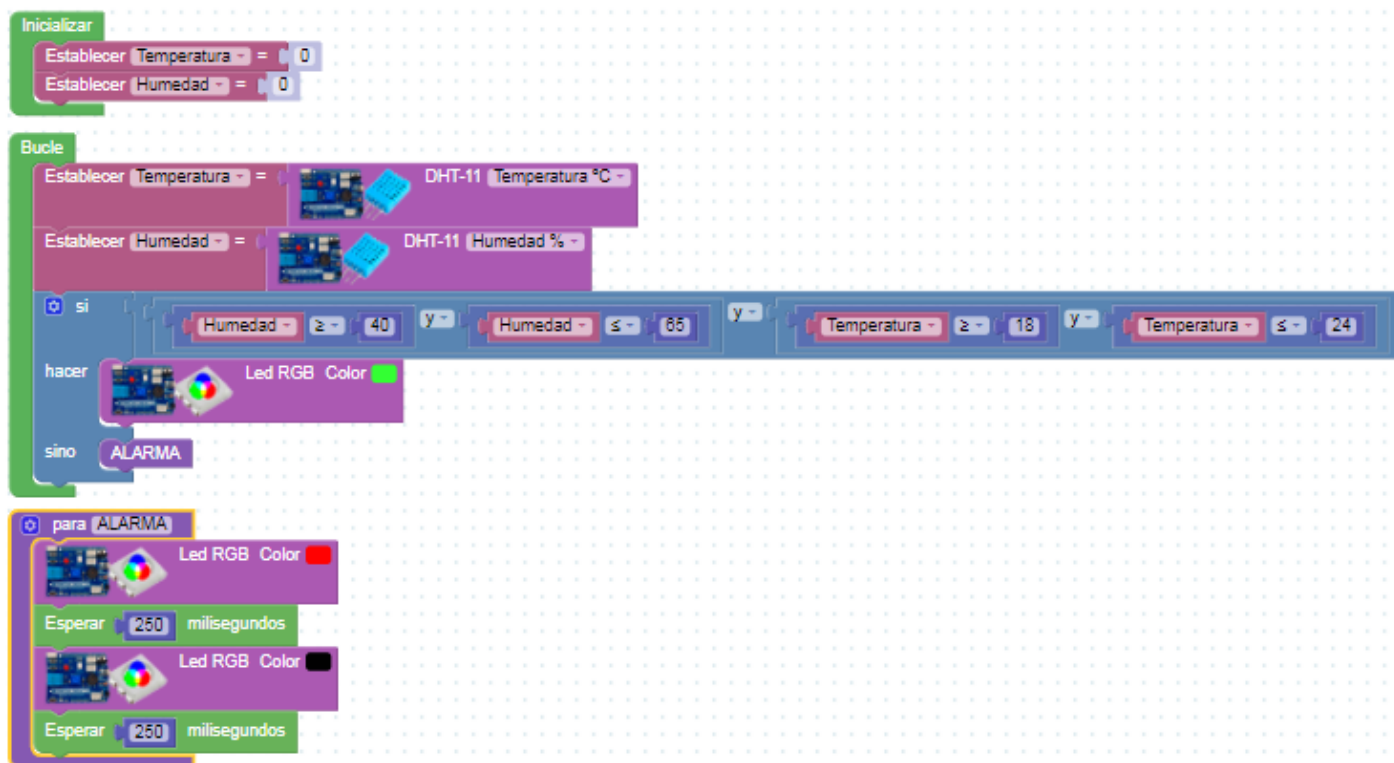 Inicializar
Establecer Temperatura = 0
Establecer Humedad = 0
Bucle
Establecer Temperatura = DHT-11 Temperatura ºC
Establecer Humedad = DHT-11 Humedad %
si Humedad ≥ 40 y Humedad ≤ 65 y Temperatura ≥ 18 y Temperatura ≤ 24
hacer Led RGB Color
sino ALARMA
para ALARMA
Led RGB Color
Esperar 250 milisegundos
Led RGB Color
Esperar 250 milisegundos